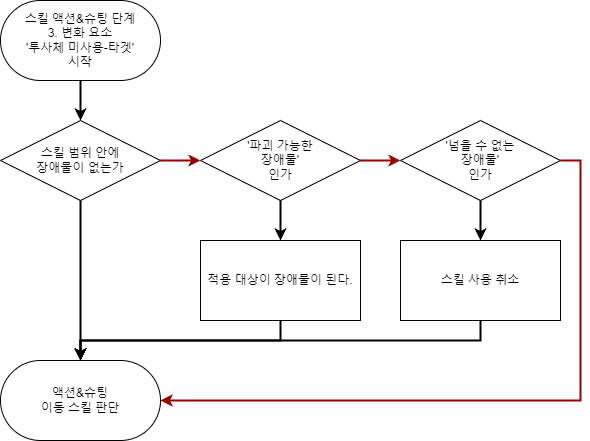 스킬 액션&슈팅 단계
3. 변화 요소
'투사체 미사용-타겟'
시작
스킬 범위 안에
장애물이 없는가
'파괴 가능한
장애물'
인가
'넘을 수 없는
장애물'
인가
적용 대상이 장애물이 된다.
스킬 사용 취소
액션&슈팅
이동 스킬 판단